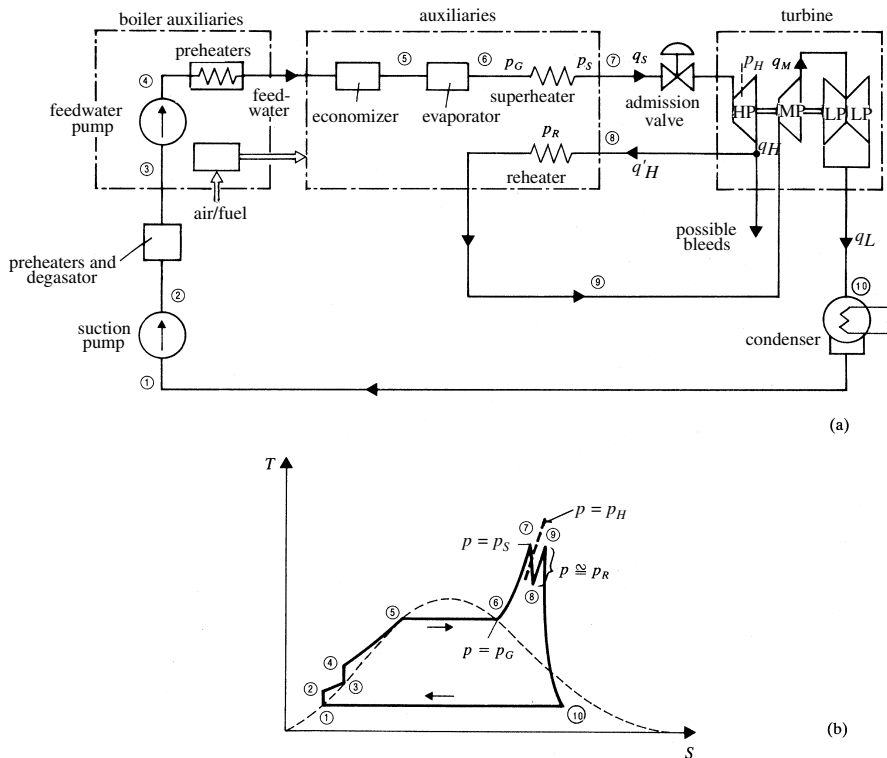 boiler auxiliaries
auxiliaries
turbine
preheaters
④
feed-
water
feedwater
pump
③
air/fuel
⑤
⑥
p_G
p_S
⑦
q_S
economizer
evaporator
superheater
admission
valve
p_H
q_M
HP
MP
LP
LP
p_R
⑧
q'_H
q_H
reheater
possible
bleeds
q_L
preheaters and
degasator
②
⑨
⑩
suction
pump
condenser
①
(a)
T
p = p_H
⑦
⑨
p = p_S
p ≅ p_R
⑧
⑥
⑤
p = p_G
④
②
③
①
⑩
S
(b)